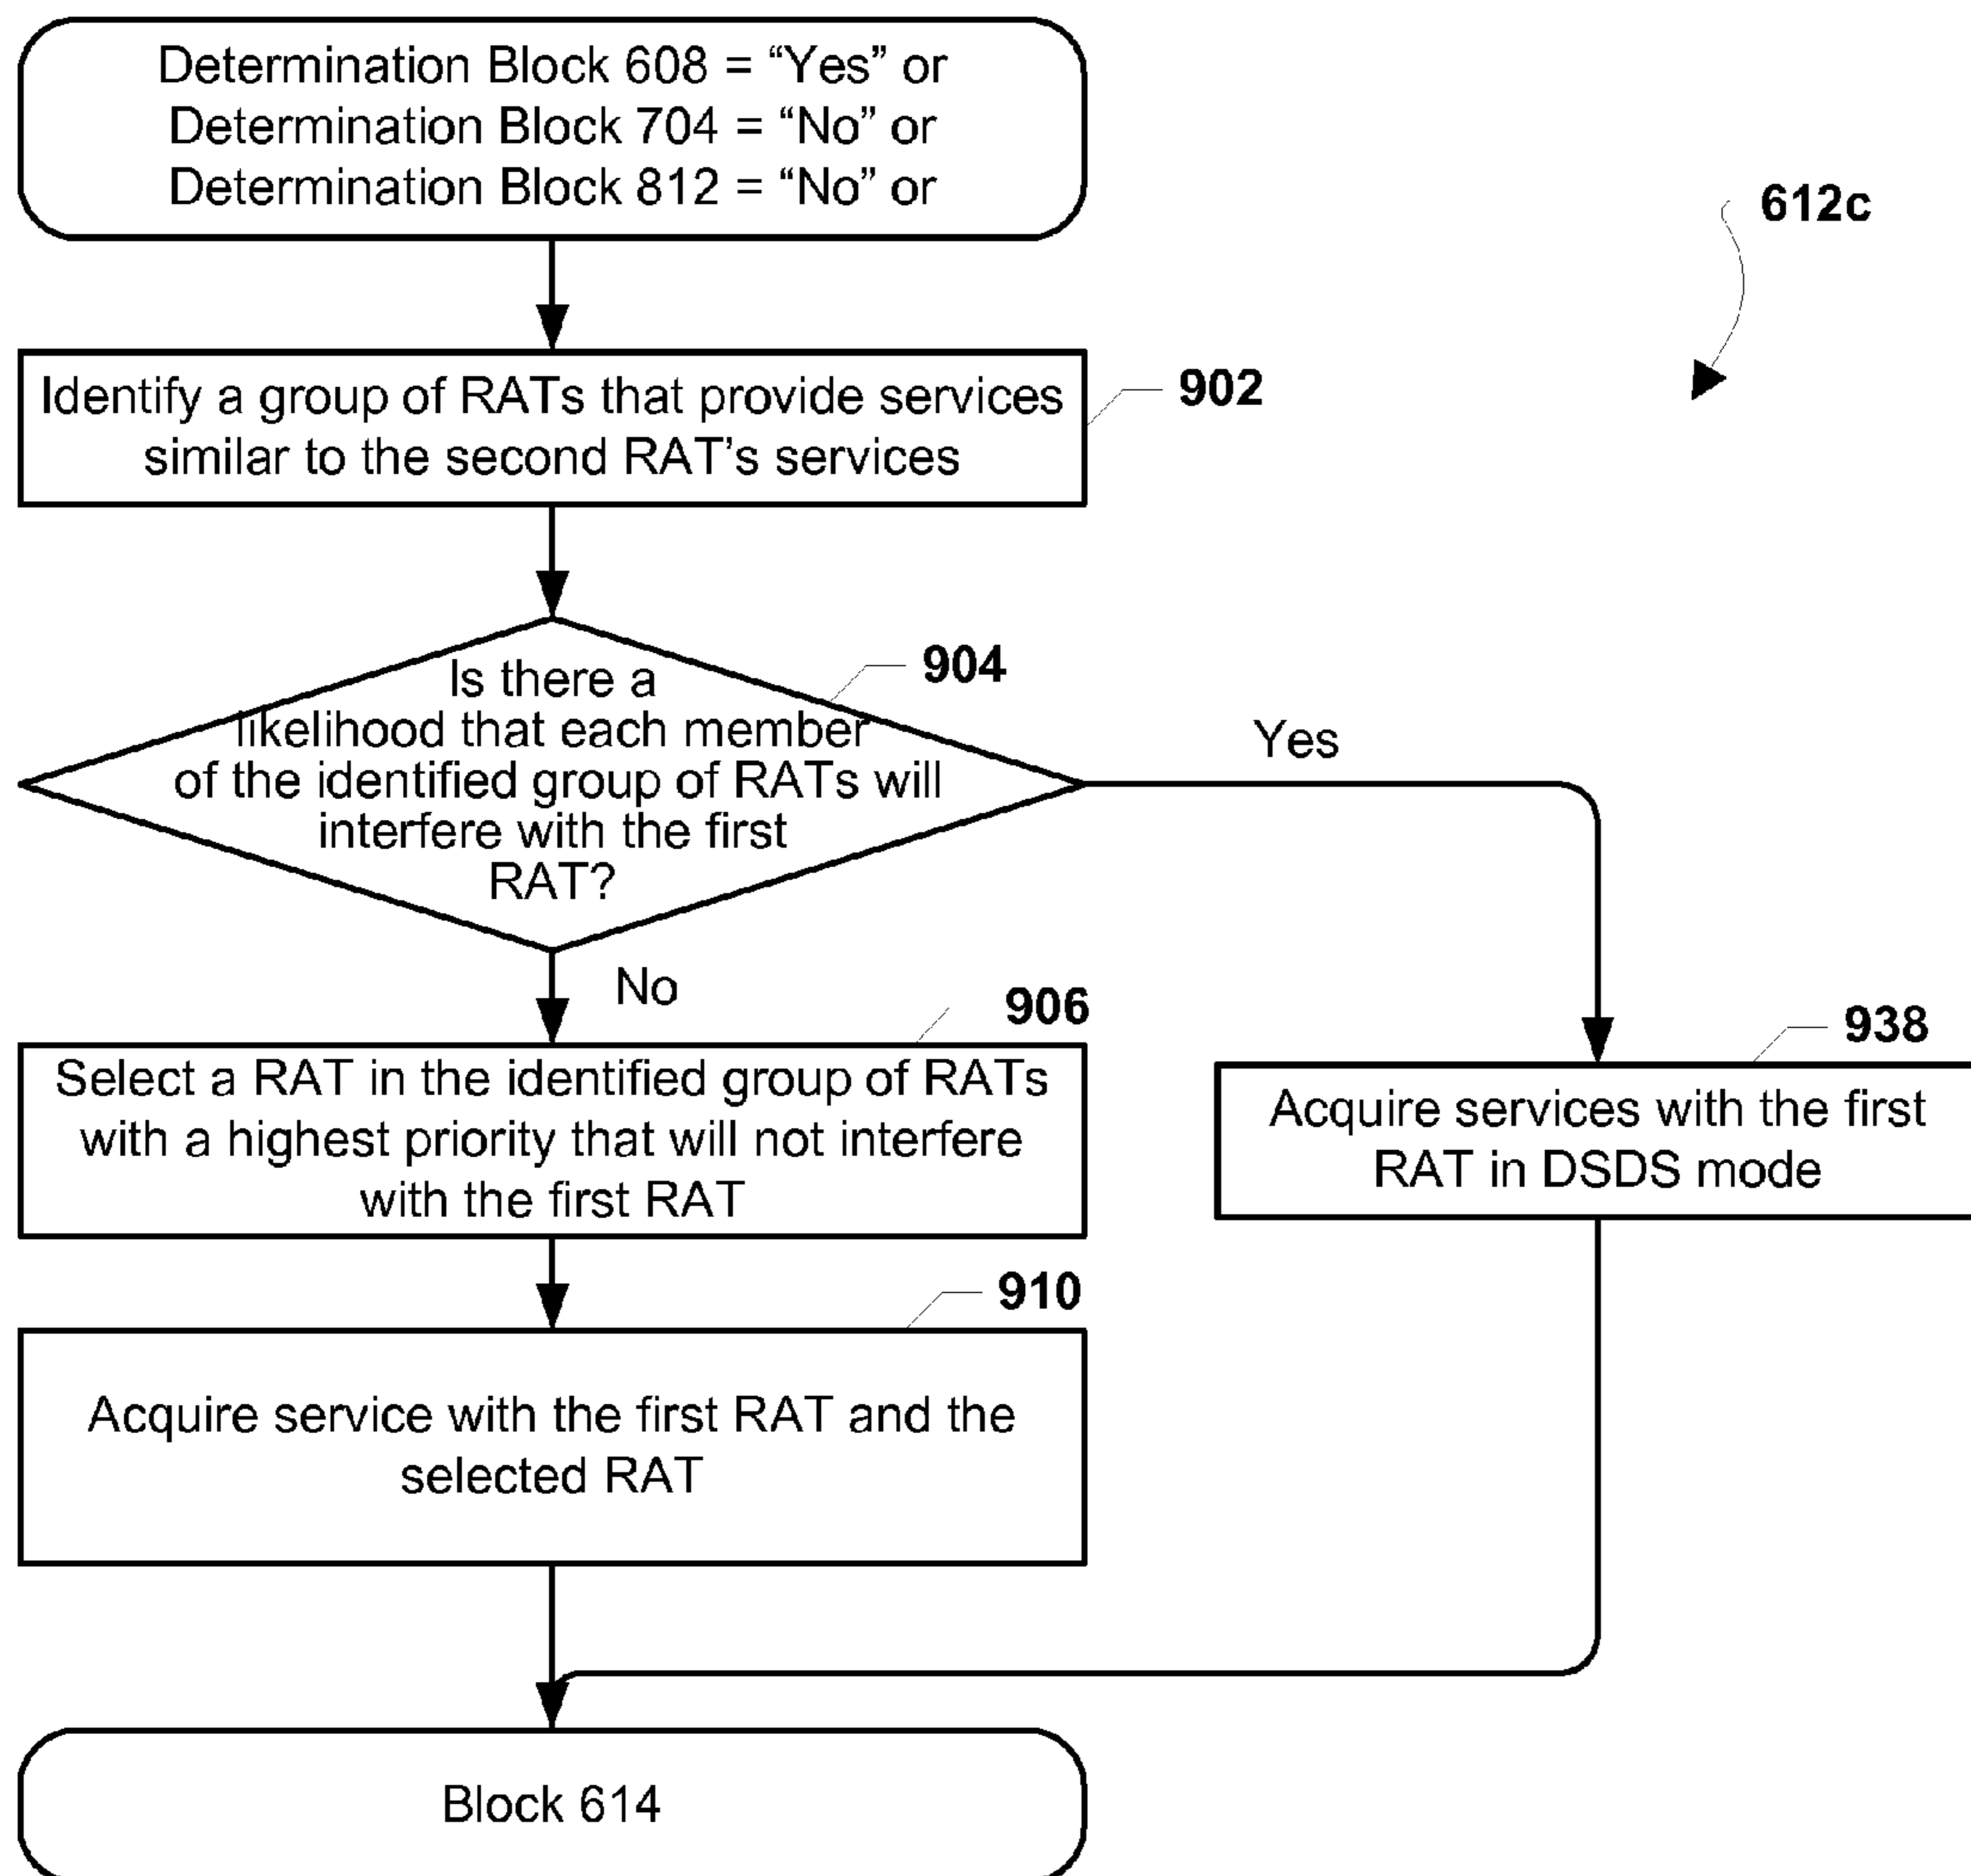 Determination Block 608 = “Yes” or
Determination Block 704 = “No” or
Determination Block 812 = “No” or
612c
Identify a group of RATs that provide services
similar to the second RAT’s services
902
904
Is there a
likelihood that each member
of the identified group of RATs will
interfere with the first
RAT?
Yes
No
906
Select a RAT in the identified group of RATs
with a highest priority that will not interfere
with the first RAT
938
Acquire services with the first
RAT in DSDS mode
910
Acquire service with the first RAT and the
selected RAT
Block 614